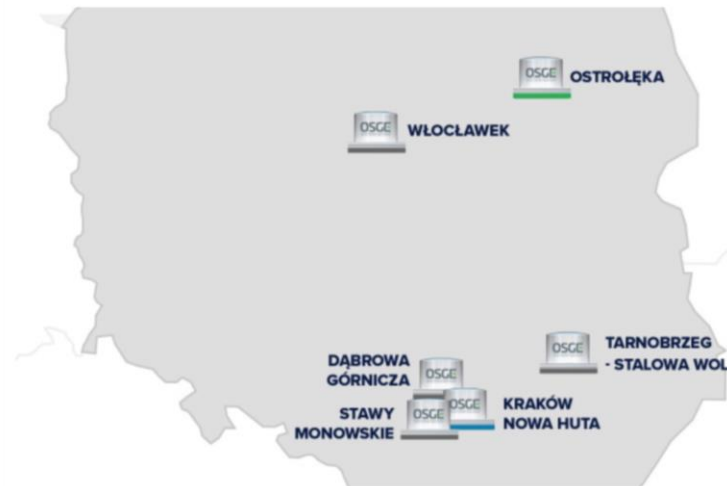 OSGE
OSTROŁĘKA
OSGE
WŁOCŁAWEK
OSGE
TARNOBRZEG
- STALOWA WOL
DĄBROWA
GÓRNICZA
OSGE
STAWY
MONOWSKIE
OSGE
OSGE
KRAKÓW
NOWA HUTA